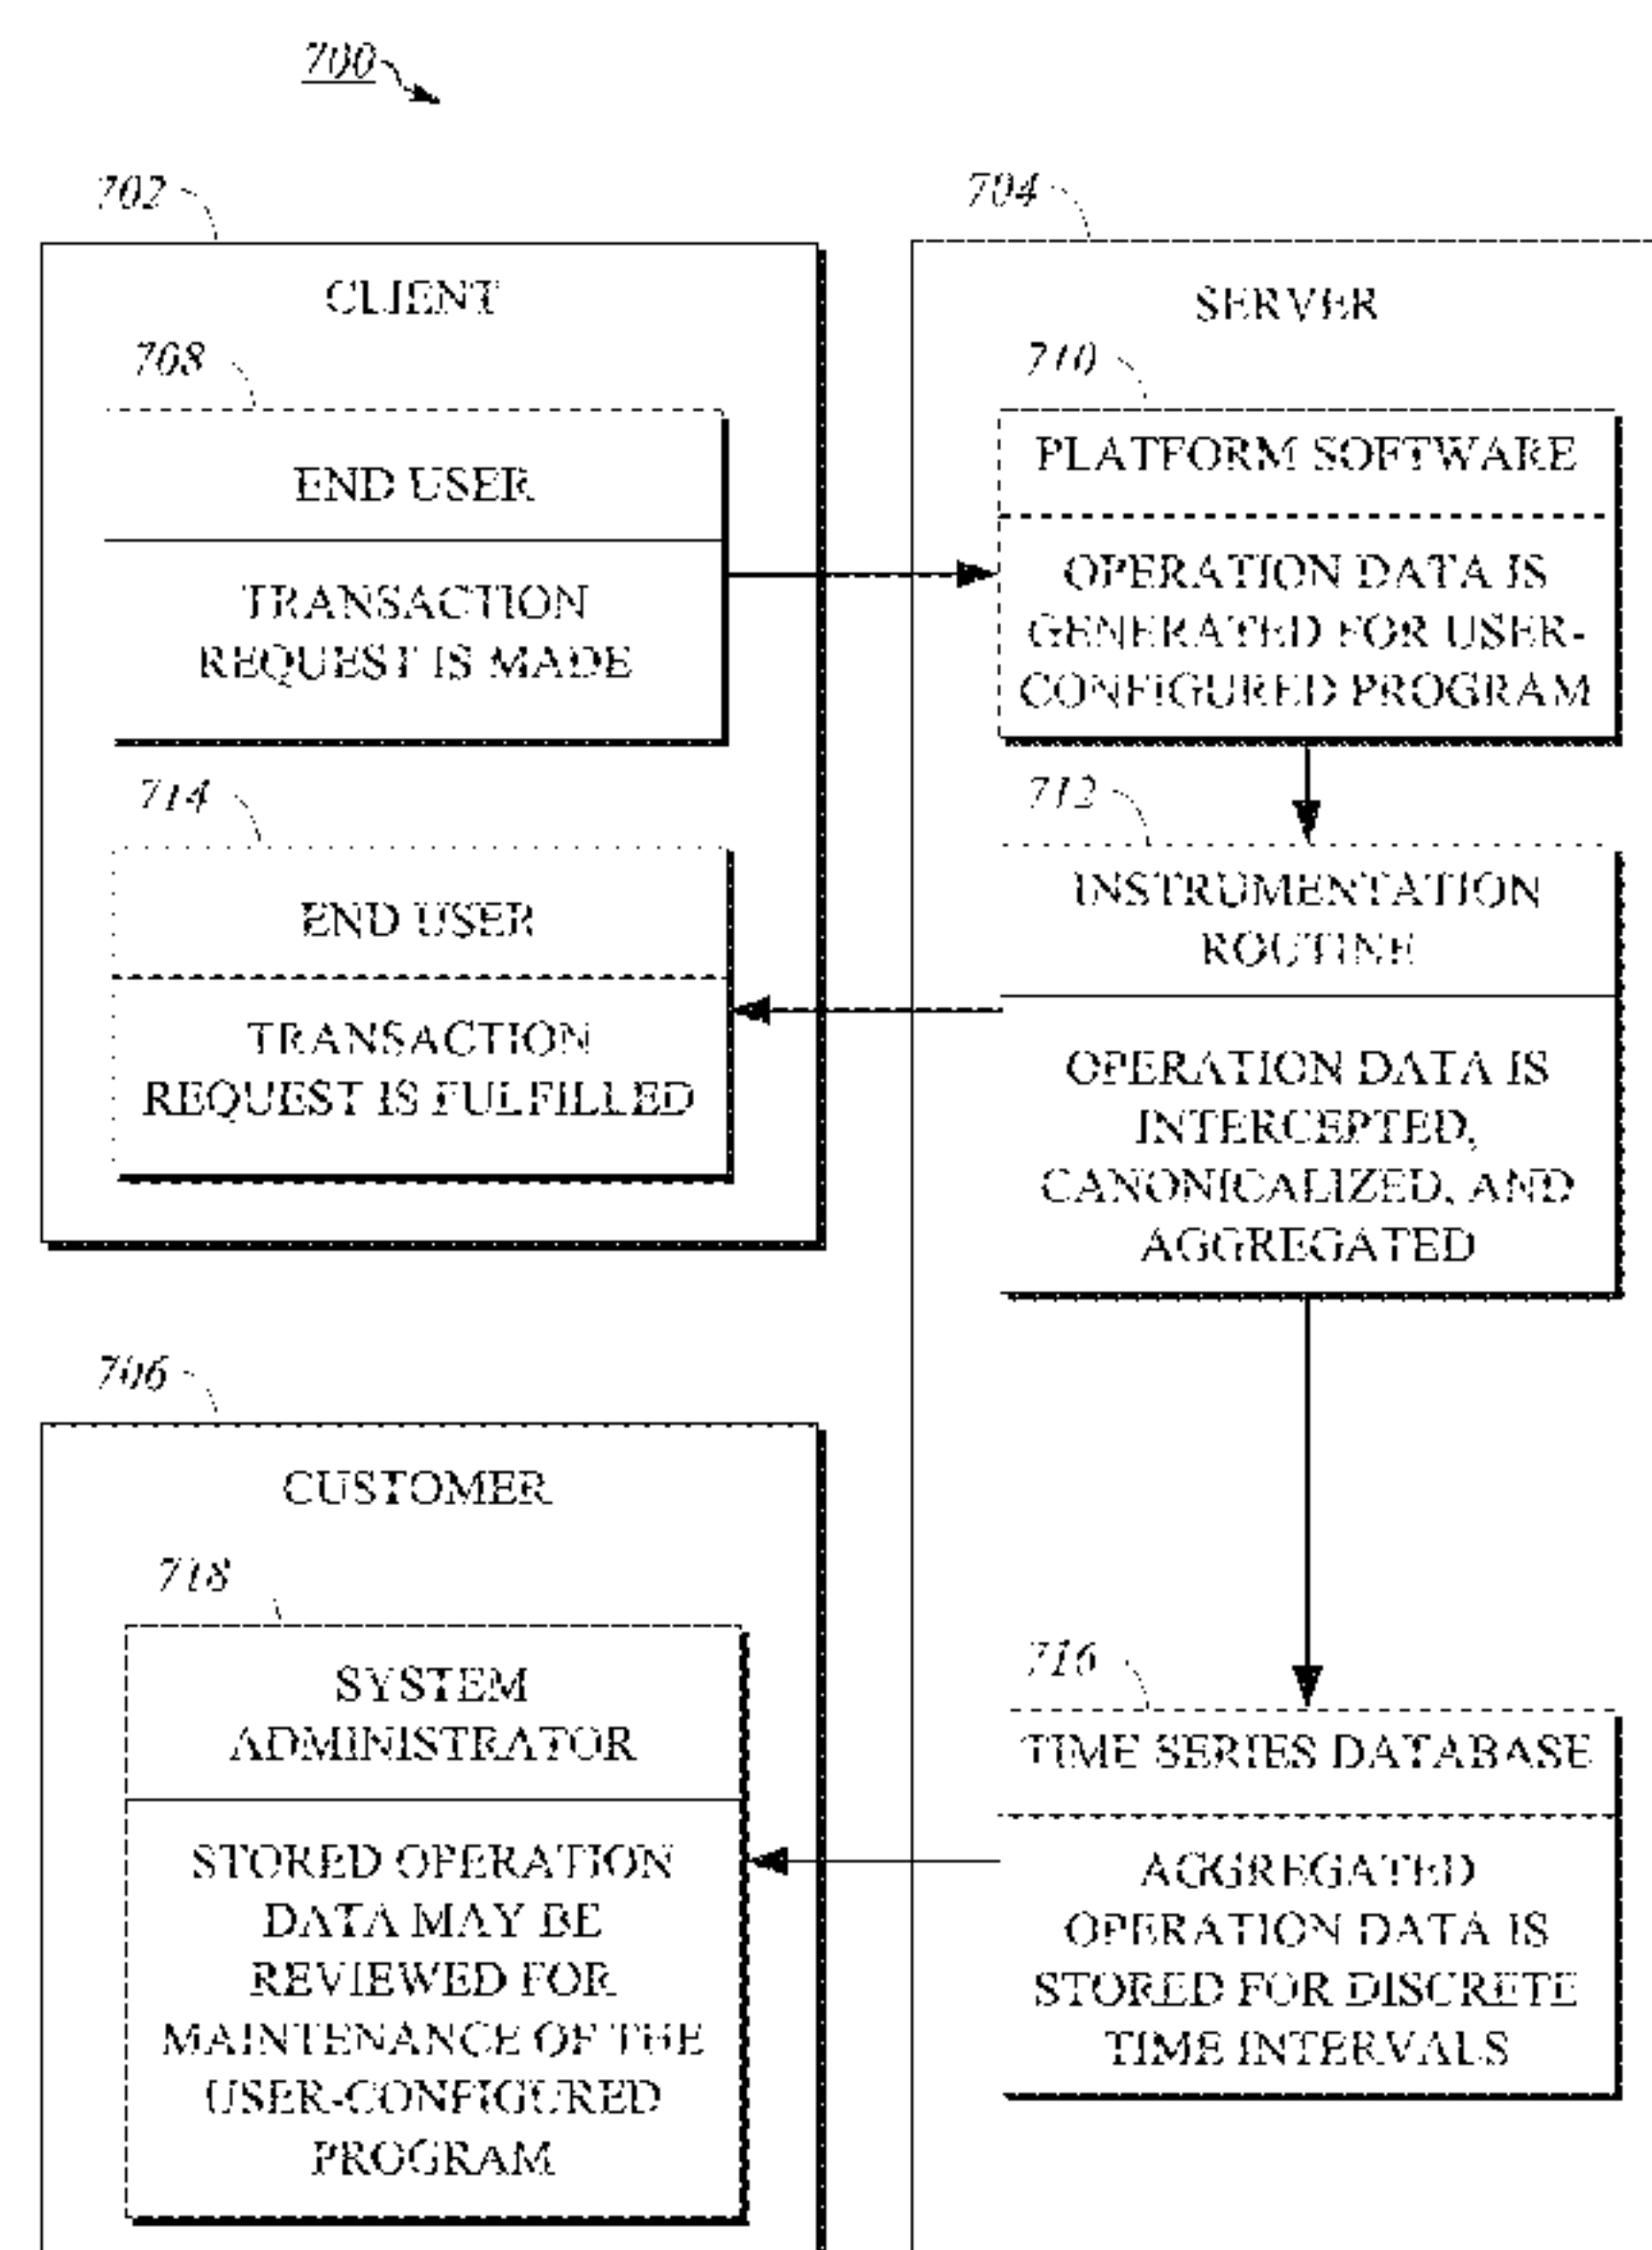 700
702
CLIENT
708
END USER
TRANSACTION
REQUEST IS MADE
714
END USER
TRANSACTION
REQUEST IS FULFILLED
704
SERVER
710
PLATFORM SOFTWARE
OPERATION DATA IS
GENERATED FOR USER-
CONFIGURED PROGRAM
712
INSTRUMENTATION
ROUTINE
OPERATION DATA IS
INTERCEPTED,
CANONICALIZED, AND
AGGREGATED
716
TIME SERIES DATABASE
AGGREGATED
OPERATION DATA IS
STORED FOR DISCRETE
TIME INTERVALS
706
CUSTOMER
718
SYSTEM
ADMINISTRATOR
STORED OPERATION
DATA MAY BE
REVIEWED FOR
MAINTENANCE OF THE
USER-CONFIGURED
PROGRAM